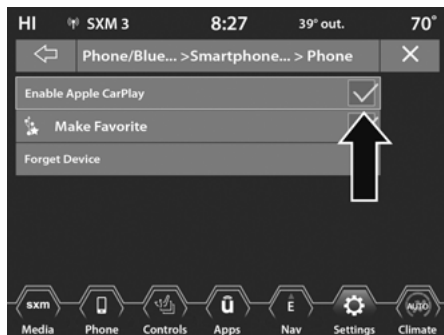 HI SXM 3 8:27 39° out. 70°
Phone/Blue... >Smartphone... > Phone
Enable Apple CarPlay
Make Favorite
Forget Device
sxm ū E AUTO
Media Phone Controls Apps Nav Settings Climate